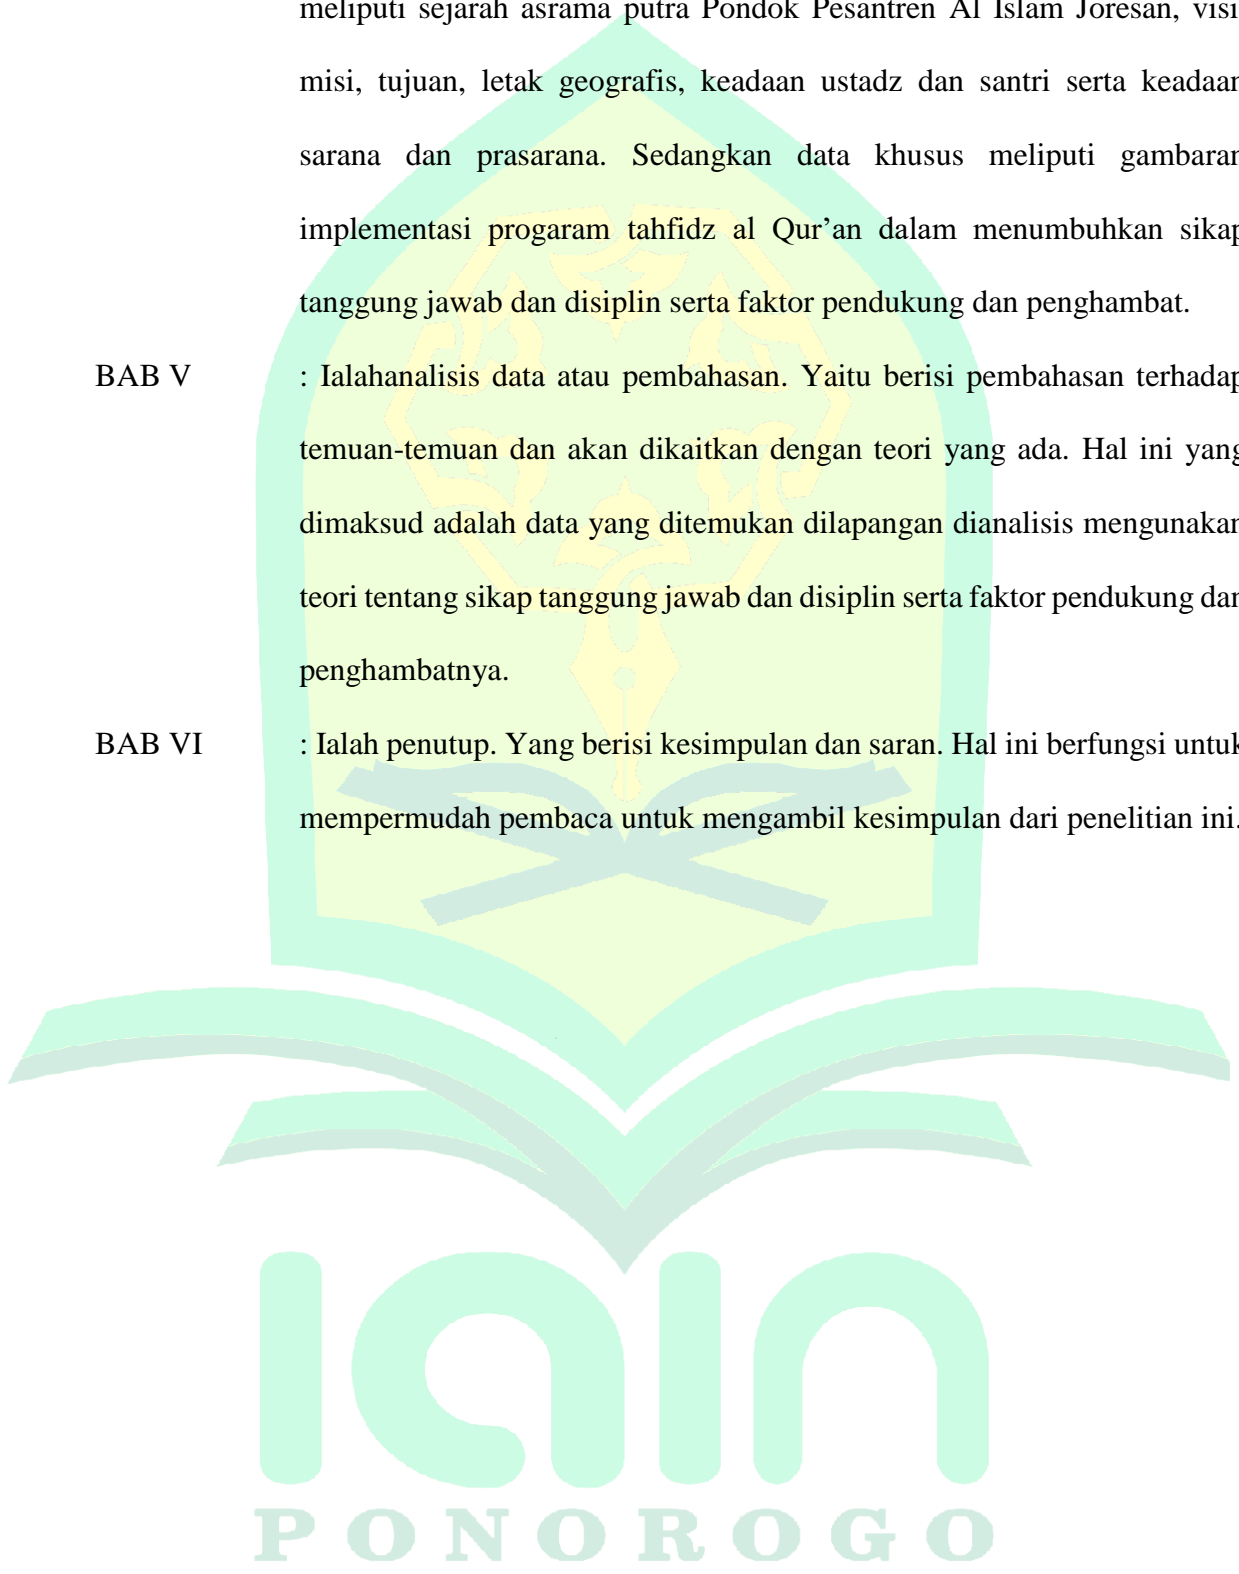 meliputi sejarah asrama putra Pondok Pesantren Al Islam Joresan, visi
misi, tujuan, letak geografis, keadaan ustadz dan santri serta keadaan
sarana dan prasarana. Sedangkan data khusus meliputi gambaran
implementasi progaram tahfidz al Qur’an dalam menumbuhkan sikap
tanggung jawab dan disiplin serta faktor pendukung dan penghambat.
BAB V : Ialahanalisis data atau pembahasan. Yaitu berisi pembahasan terhadap
temuan-temuan dan akan dikaitkan dengan teori yang ada. Hal ini yang
dimaksud adalah data yang ditemukan dilapangan dianalisis mengunakan
teori tentang sikap tanggung jawab dan disiplin serta faktor pendukung dan
penghambatnya.
BAB VI : Ialah penutup. Yang berisi kesimpulan dan saran. Hal ini berfungsi untuk
mempermudah pembaca untuk mengambil kesimpulan dari penelitian ini.
iain
PONOROGO